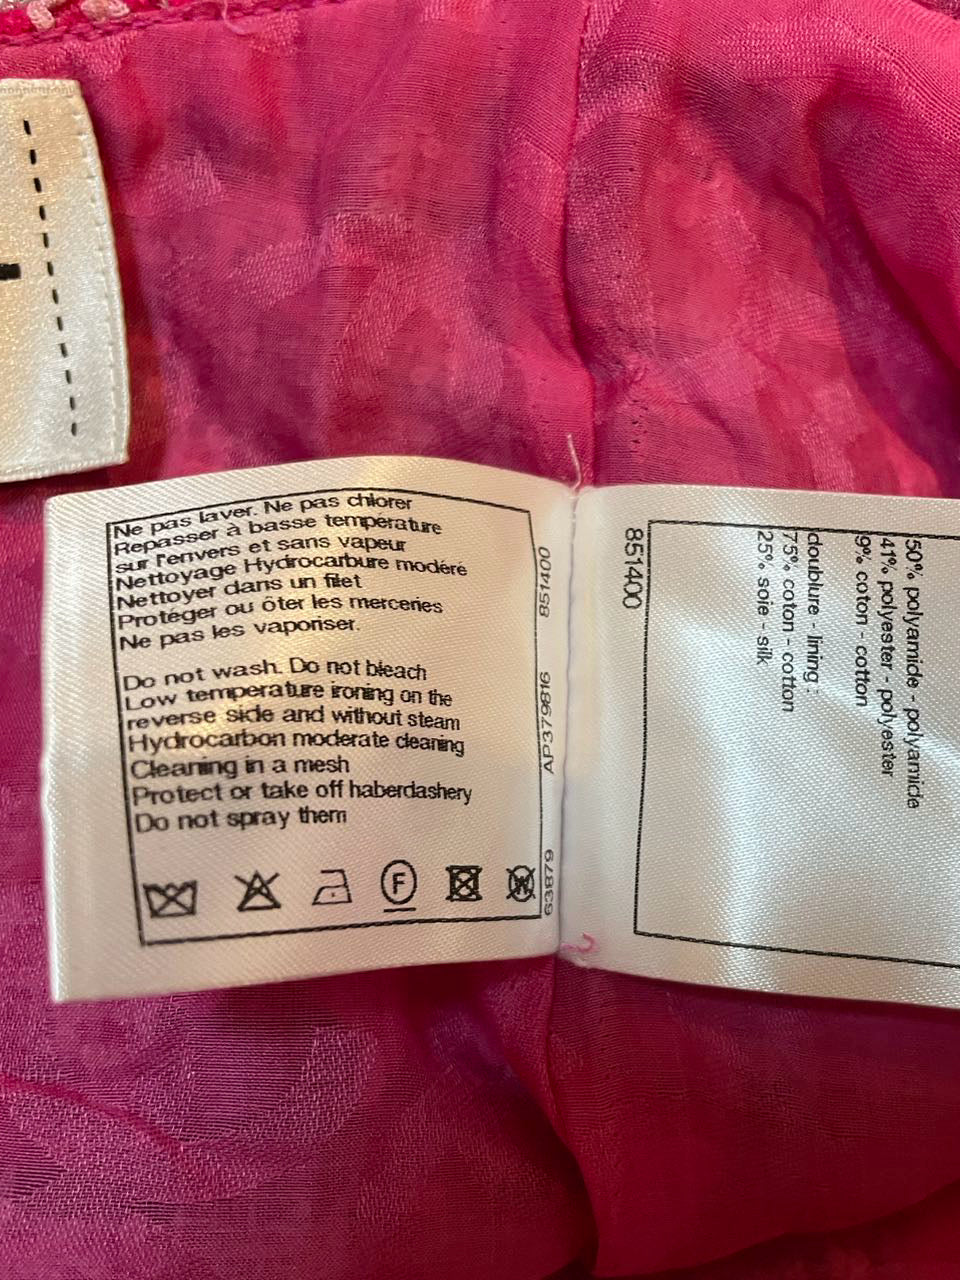 Ne pas laver. Ne pas chlorer
Repasser à basse température
sur l'envers et sans vapeur
Nettoyage Hydrocarbure modéré
Nettoyer dans un filet
Protéger ou ôter les merceries
Ne pas les vaporiser.
Do not wash. Do not bleach
Low temperature ironing on the
reverse side and without steam
Hydrocarbon moderate cleaning
Cleaning in a mesh
Protect or take off haberdashery
Do not spray them
F
W
63879
AP379816
851400
851400
50% polyamide - polyamide
41% polyester - polyester
9% coton - cotton
doublure - lining :
75% coton - cotton
25% soie - silk